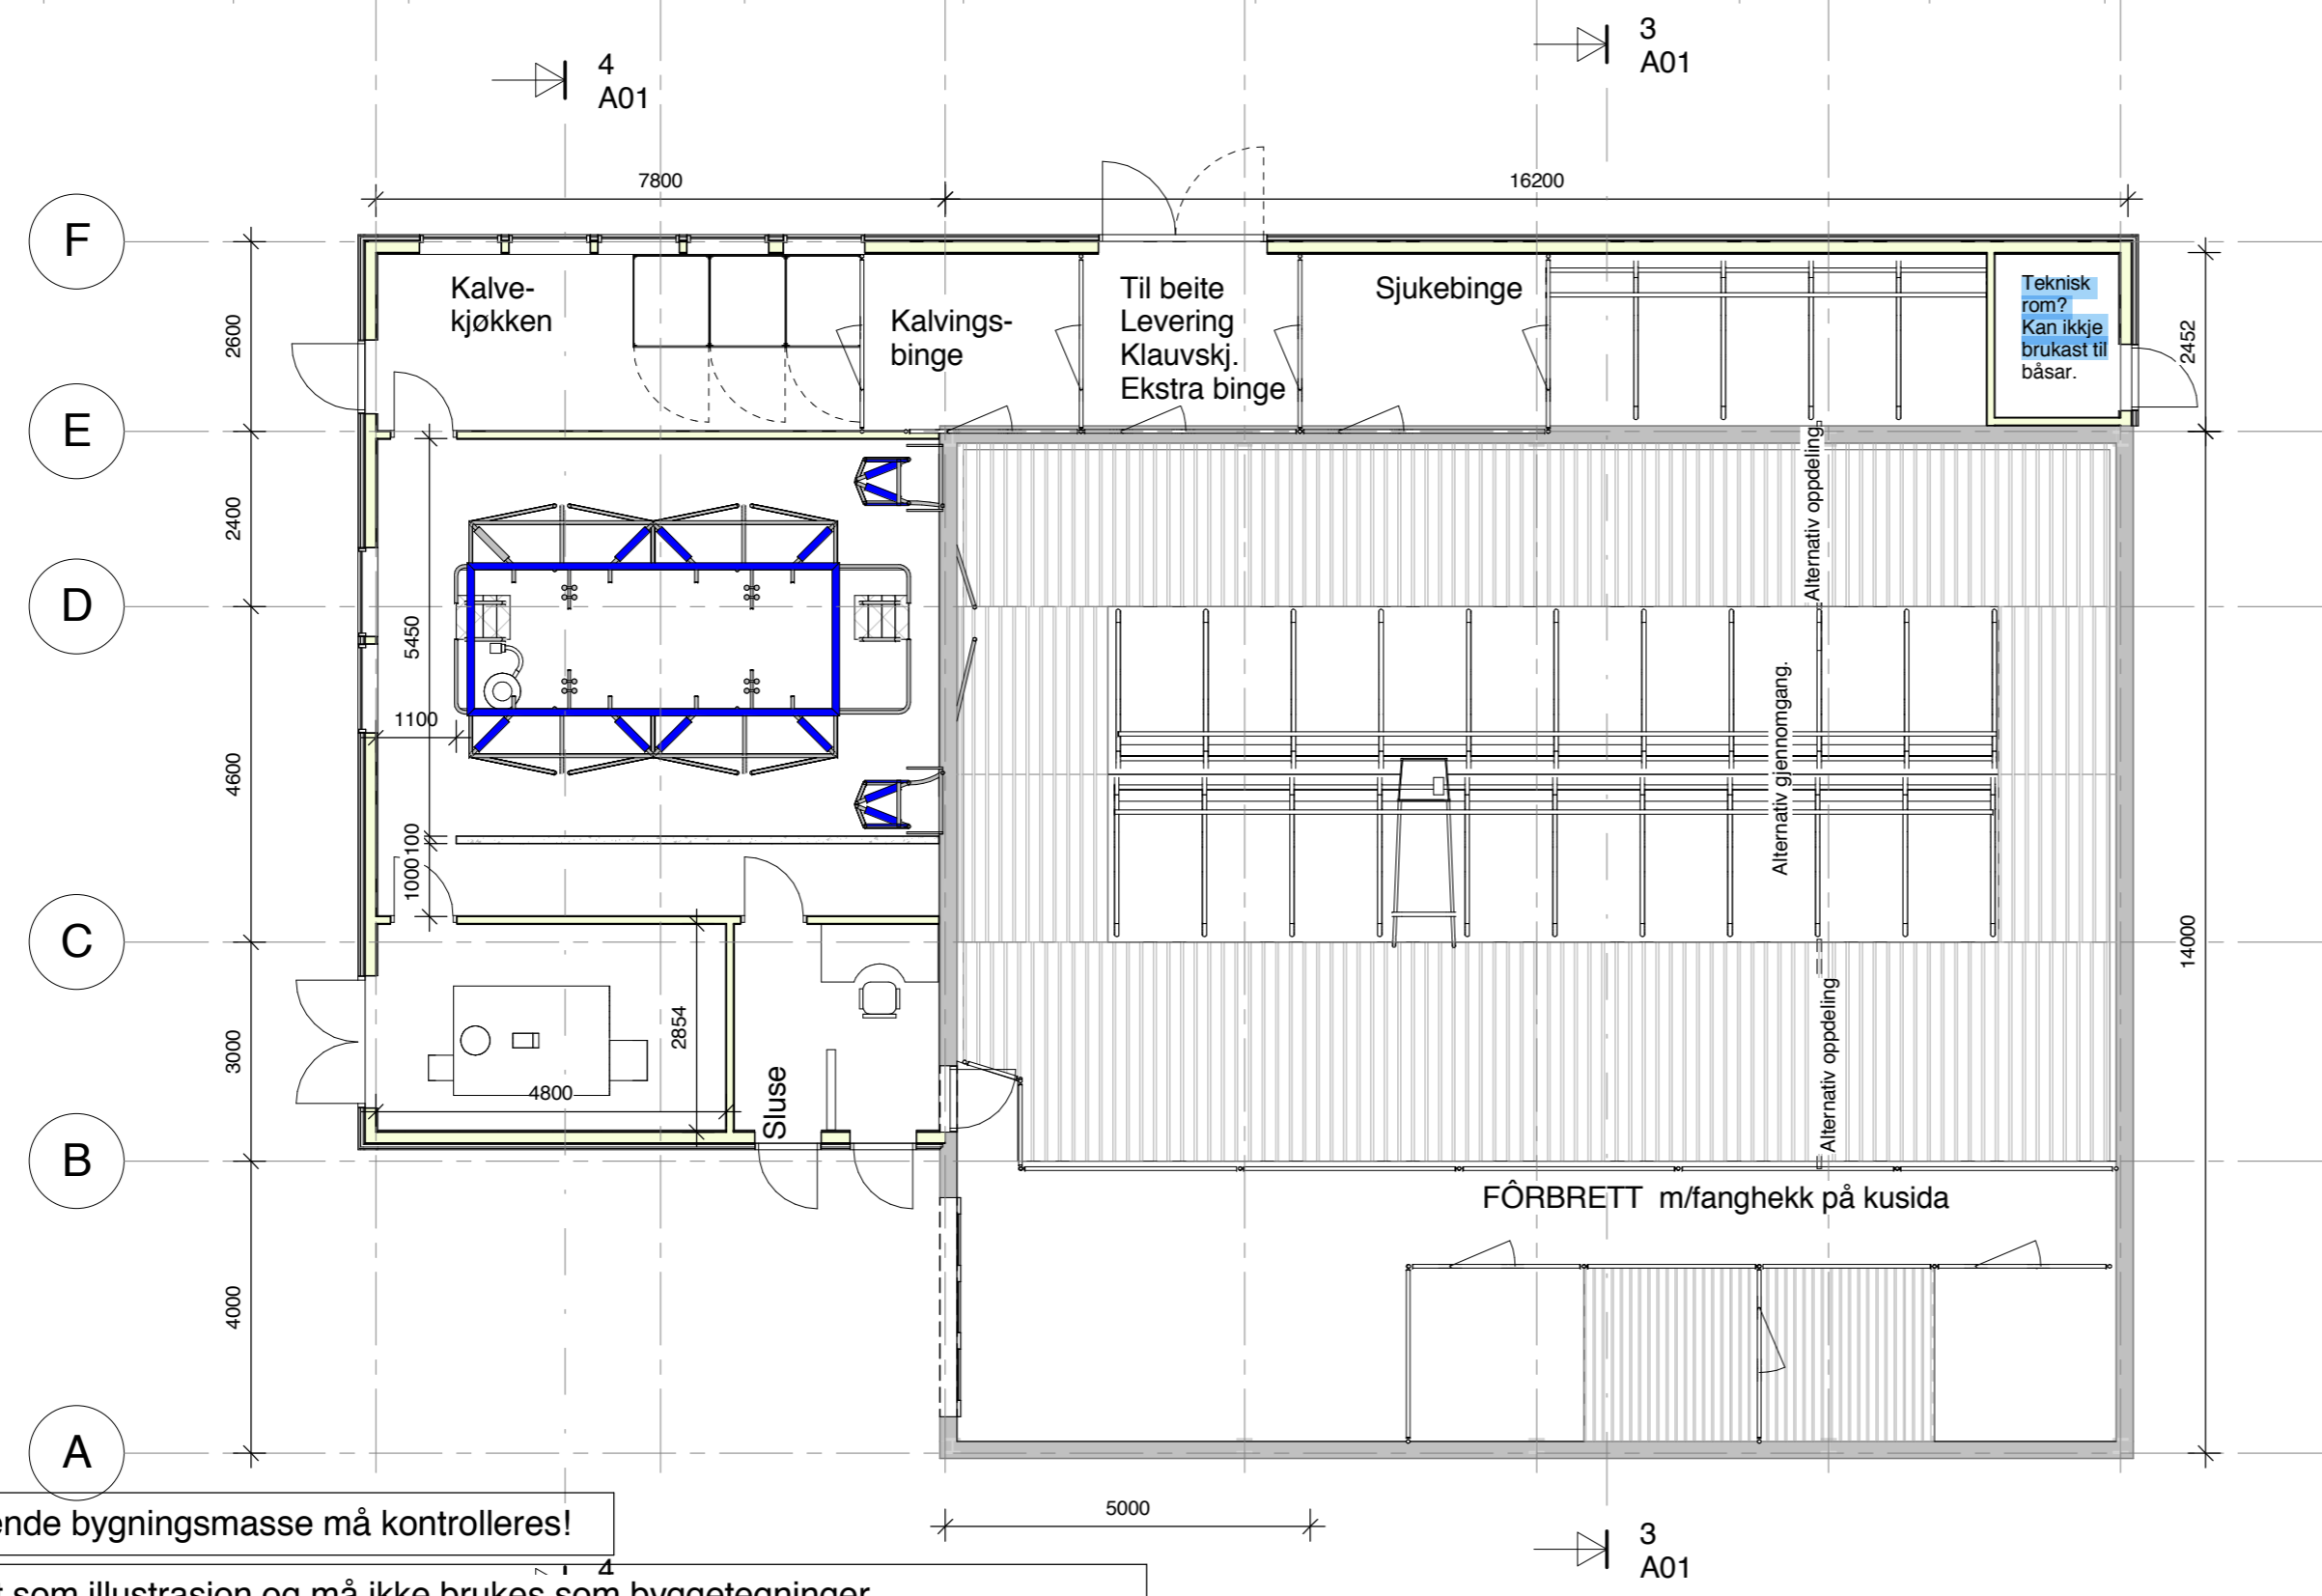 4
A01
3
A01
7800
16200
F
E
D
C
B
A
2600
2400
4600
3000
4000
Kalve-
kjøkken
Kalvings-
binge
Til beite
Levering
Klauvskj.
Ekstra binge
Sjukebinge
Teknisk
rom?
Kan ikkje
brukast til
båsar.
2452
5450
1100
100
1000
2854
4800
Sluse
Alternativ oppdeling
Alternativ gjennomgang.
Alternativ oppdeling
14000
FÔRBRETT m/fanghekk på kusida
5000
3
A01
ende bygningsmasse må kontrolleres!
4
som illustrasjon og må ikke brukes som byggetegninger